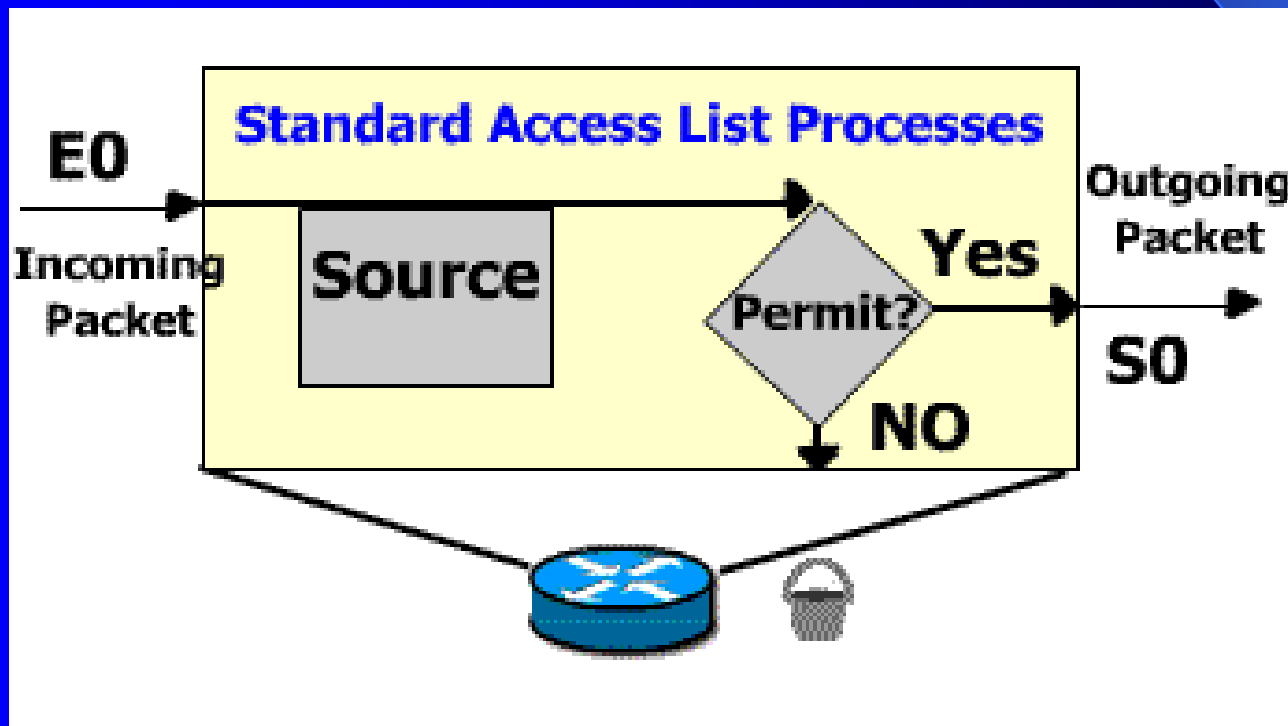 Standard Access List Processes
E0
Incoming
Packet
Source
Permit?
Yes
NO
Outgoing
Packet
S0